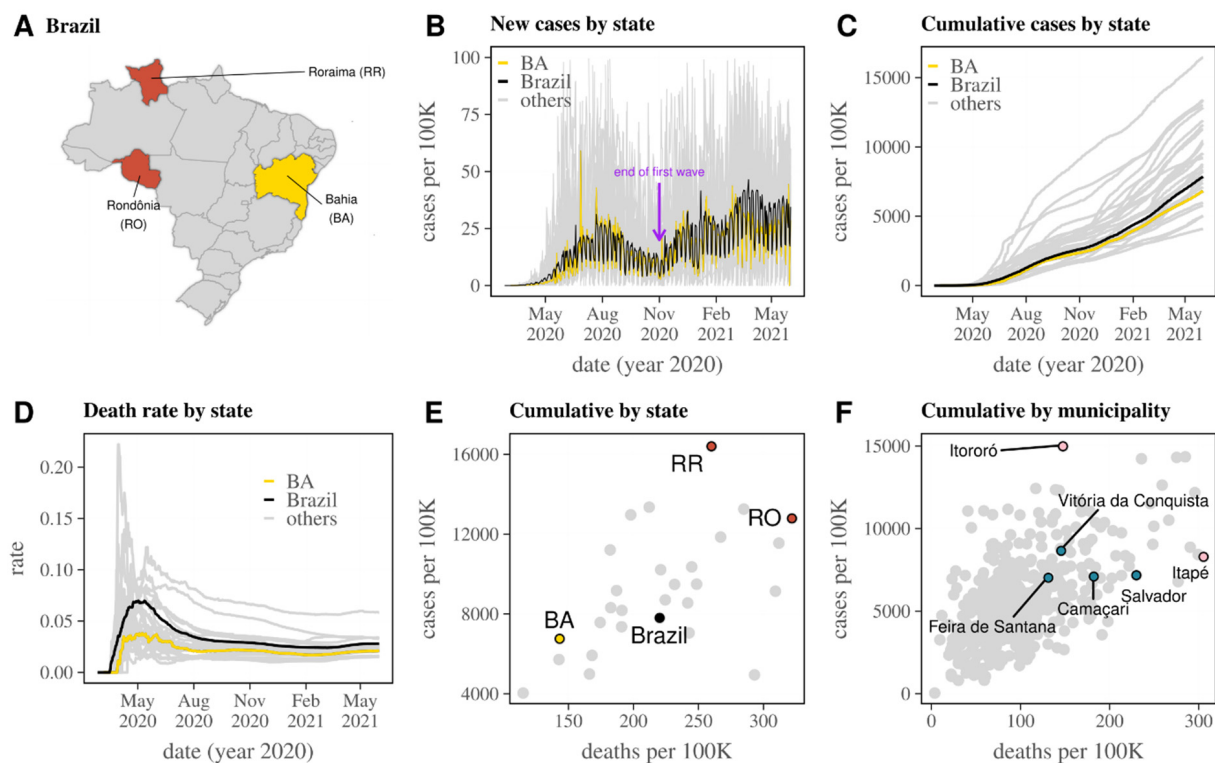 A Brazil
Roraima (RR)
Rondônia
(RO)
Bahia
(BA)
B New cases by state
100
75
50
25
0
cases per 100K
BA
Brazil
others
end of first wave
May Aug Nov Feb May
2020 2020 2020 2021 2021
date (year 2020)
C Cumulative cases by state
15000
10000
5000
0
cases per 100K
BA
Brazil
others
May Aug Nov Feb May
2020 2020 2020 2021 2021
date (year 2020)
D Death rate by state
0.20
0.15
0.10
0.05
0.00
rate
BA
Brazil
others
May Aug Nov Feb May
2020 2020 2020 2021 2021
date (year 2020)
E Cumulative by state
16000
12000
8000
4000
cases per 100K
RR
RO
BA
Brazil
150 200 250 300
deaths per 100K
F Cumulative by municipality
15000
10000
5000
0
cases per 100K
Itororó
Vitória da Conquista
Itapé
Salvador
Camaçari
Feira de Santana
0 100 200 300
deaths per 100K